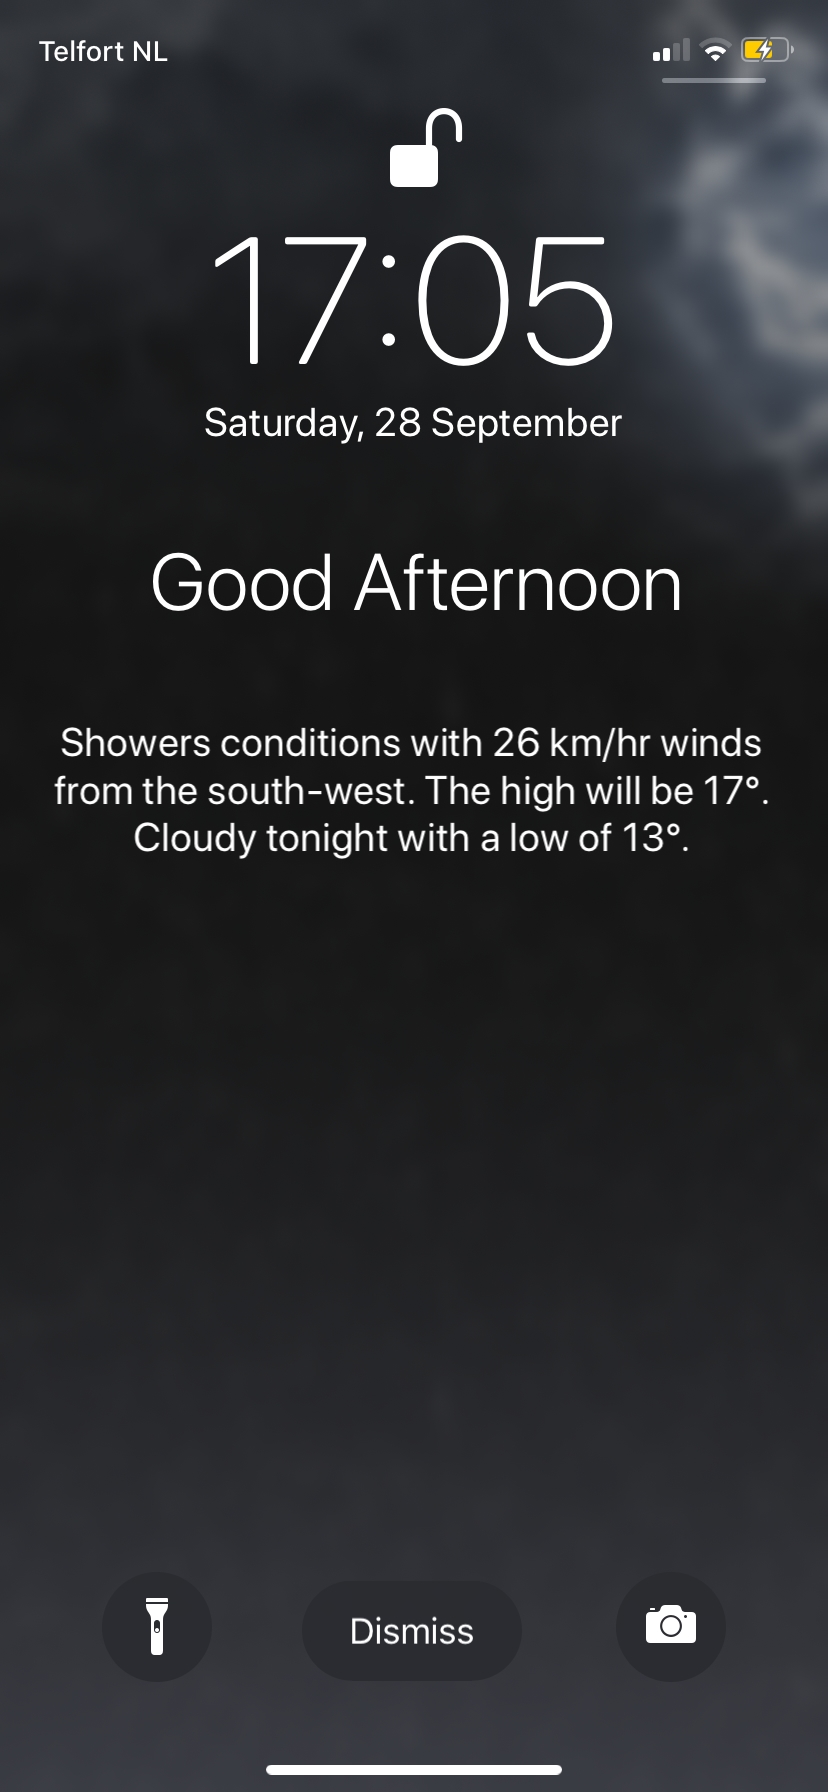 Telfort NL
17:05
Saturday, 28 September
Good Afternoon
Showers conditions with 26 km/hr winds
from the south-west. The high will be 17°.
Cloudy tonight with a low of 13°.
Dismiss